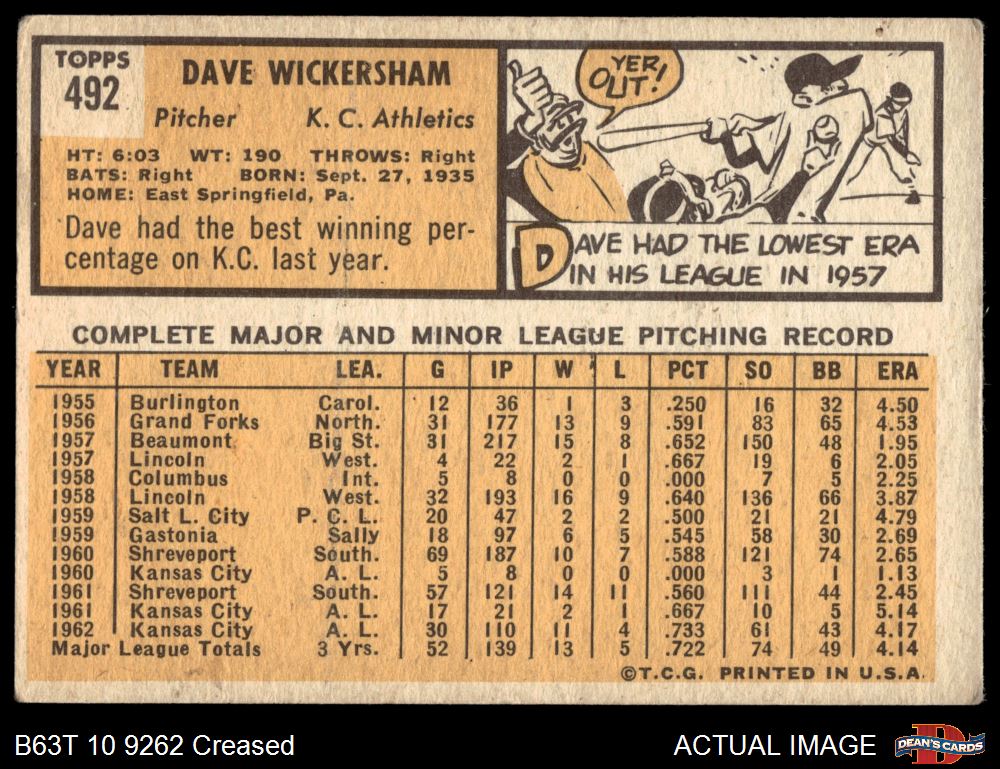 TOPPS
492
DAVE WICKERSHAM
Pitcher K. C. Athletics
HT: 6:03 WT: 190 THROWS: Right
BATS: Right BORN: Sept. 27, 1935
HOME: East Springfield, Pa.
Dave had the best winning per-
centage on K.C. last year.
YER
OUT!
DAVE HAD THE LOWEST ERA
IN HIS LEAGUE IN 1957
COMPLETE MAJOR AND MINOR LEAGUE PITCHING RECORD
YEAR TEAM LEA. G IP W L PCT SO BB ERA
1955 Burlington Carol. 12 36 1 3 .250 16 32 4.50
1956 Grand Forks North. 31 177 13 9 .591 83 65 4.53
1957 Beaumont Big St. 31 217 15 8 .652 150 48 1.95
1957 Lincoln West. 4 22 2 1 .667 19 6 2.05
1958 Columbus Int. 5 8 0 0 .000 7 5 2.25
1958 Lincoln West. 32 193 16 9 .640 136 66 3.87
1959 Salt L. City P. C. L. 20 47 2 2 .500 21 21 4.79
1959 Gastonia Sally 18 97 6 5 .545 58 30 2.69
1960 Shreveport South. 69 187 10 7 .588 121 74 2.65
1960 Kansas City A. L. 5 8 0 0 .000 3 1 1.13
1961 Shreveport South. 57 121 14 11 .560 111 44 2.45
1961 Kansas City A. L. 17 21 2 1 .667 10 5 5.14
1962 Kansas City A. L. 30 110 11 4 .733 61 43 4.17
Major League Totals 3 Yrs. 52 139 13 5 .722 74 49 4.14
©T.C.G. PRINTED IN U.S.A.
B63T 10 9262 Creased ACTUAL IMAGE
D
DEAN'S CARDS